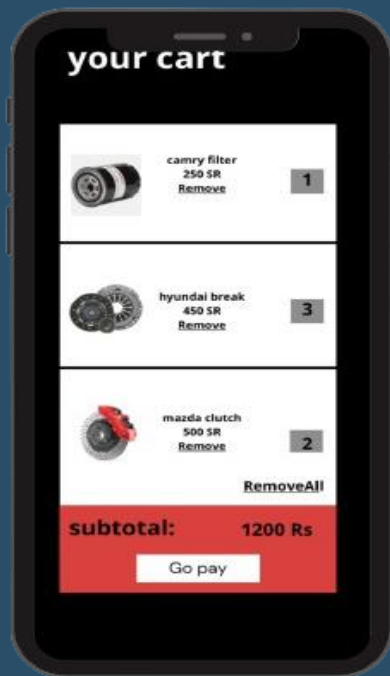 your cart
camry filter
250 SR
Remove
1
hyundai break
450 SR
Remove
3
mazda clutch
500 SR
Remove
2
RemoveAll
subtotal: 1200 Rs
Go pay